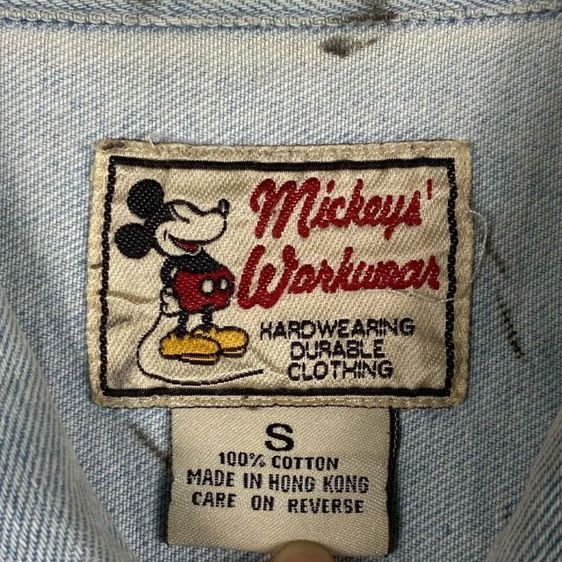 Mickeys'
Workwear
HARDWEARING
DURABLE
CLOTHING
S
100% COTTON
MADE IN HONG KONG
CARE ON REVERSE